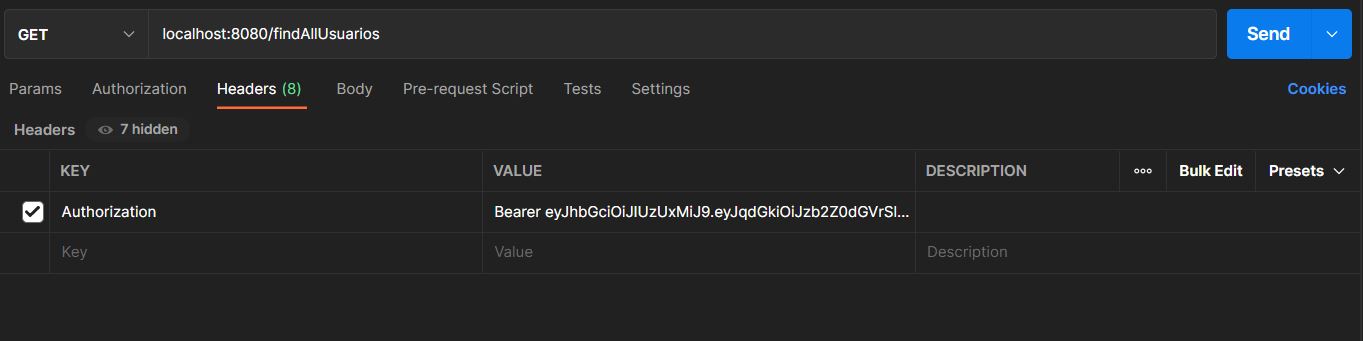 GET localhost:8080/findAllUsuarios Send
Params Authorization Headers (8) Body Pre-request Script Tests Settings Cookies
Headers 7 hidden
KEY VALUE DESCRIPTION ooo Bulk Edit Presets
Authorization Bearer eyJhbGciOiJIUzUxMiJ9.eyJqdGkiOiJzb2Z0dGVrSl...
Key Value Description